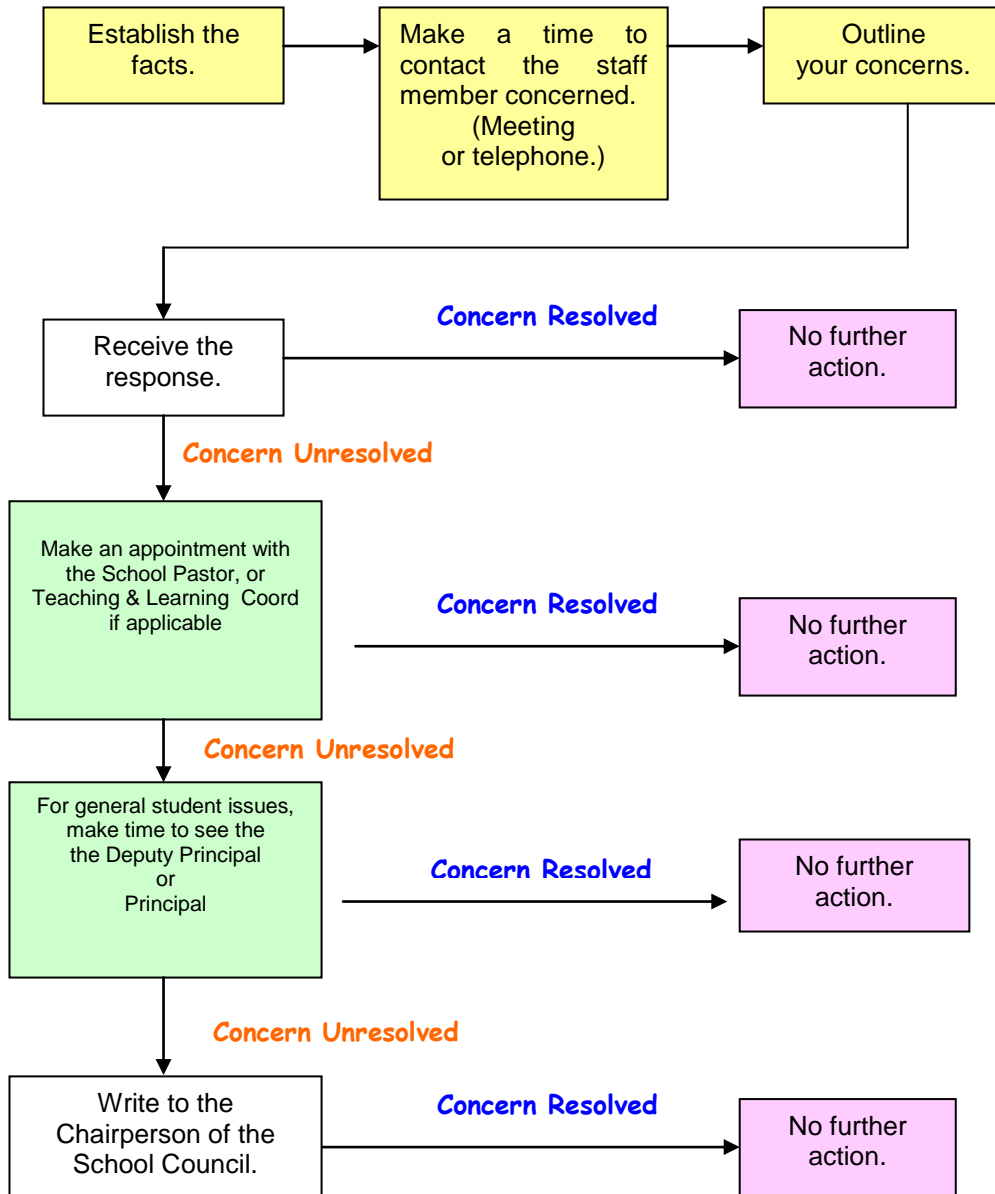 Establish the
facts.
Make a time to
contact the staff
member concerned.
(Meeting
or telephone.)
Outline
your concerns.
Receive the
response.
Concern Resolved
No further
action.
Concern Unresolved
Make an appointment with
the School Pastor, or
Teaching & Learning Coord
if applicable
Concern Resolved
No further
action.
Concern Unresolved
For general student issues,
make time to see the
the Deputy Principal
or
Principal
Concern Resolved
No further
action.
Concern Unresolved
Write to the
Chairperson of the
School Council.
Concern Resolved
No further
action.